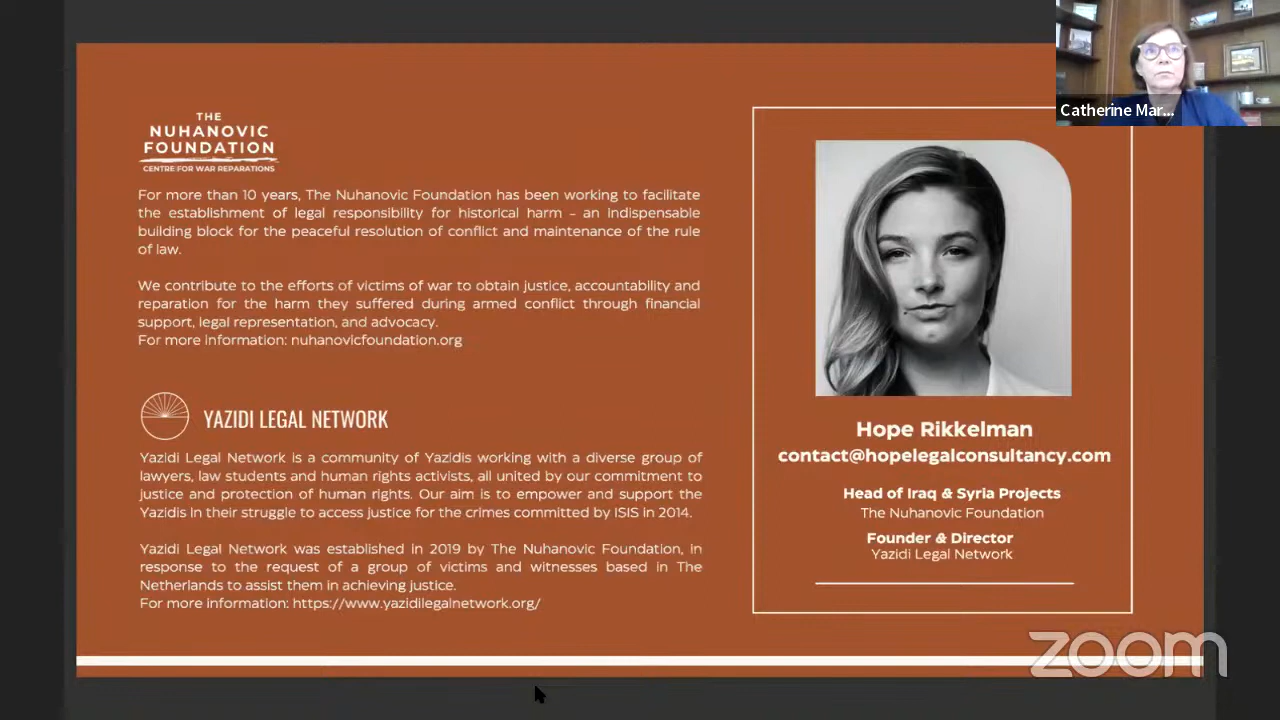 THE
NUHANOVIC
FOUNDATION
CENTRE FOR WAR REPARATIONS
For more than 10 years, The Nuhanovic Foundation has been working to facilitate
the establishment of legal responsibility for historical harm – an indispensable
building block for the peaceful resolution of conflict and maintenance of the rule
of law.
We contribute to the efforts of victims of war to obtain justice, accountability and
reparation for the harm they suffered during armed conflict through financial
support, legal representation, and advocacy.
For more information: nuhanovicfoundation.org
YAZIDI LEGAL NETWORK
Yazidi Legal Network is a community of Yazidis working with a diverse group of
lawyers, law students and human rights activists, all united by our commitment to
justice and protection of human rights. Our aim is to empower and support the
Yazidis in their struggle to access justice for the crimes committed by ISIS in 2014.
Yazidi Legal Network was established in 2019 by The Nuhanovic Foundation, in
response to the request of a group of victims and witnesses based in The
Netherlands to assist them in achieving justice.
For more information: https://www.yazidilegalnetwork.org/
Catherine Mar...
Hope Rikkelman
contact@hopelegalconsultancy.com
Head of Iraq & Syria Projects
The Nuhanovic Foundation
Founder & Director
Yazidi Legal Network
zoom